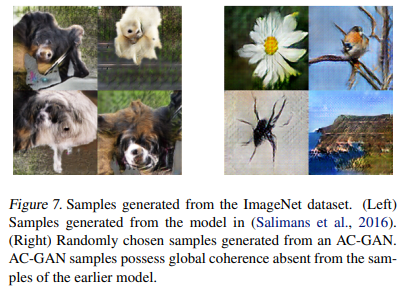 Figure 7. Samples generated from the ImageNet dataset. (Left)
Samples generated from the model in (Salimans et al., 2016).
(Right) Randomly chosen samples generated from an AC-GAN.
AC-GAN samples possess global coherence absent from the sam-
ples of the earlier model.